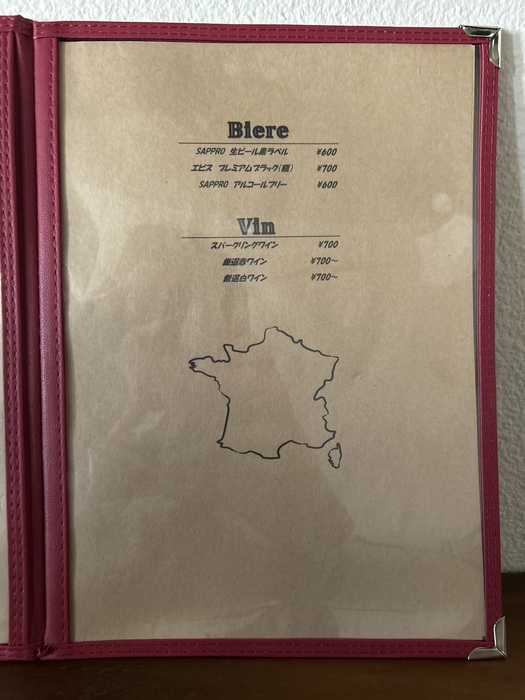 Biere
SAPPRO 生ビール黒ラベル ¥600
エビス プレミアムブラック(瓶) ¥700
SAPPRO アルコールフリー ¥600
Vin
スパークリングワイン ¥700
厳選赤ワイン ¥700〜
厳選白ワイン ¥700〜